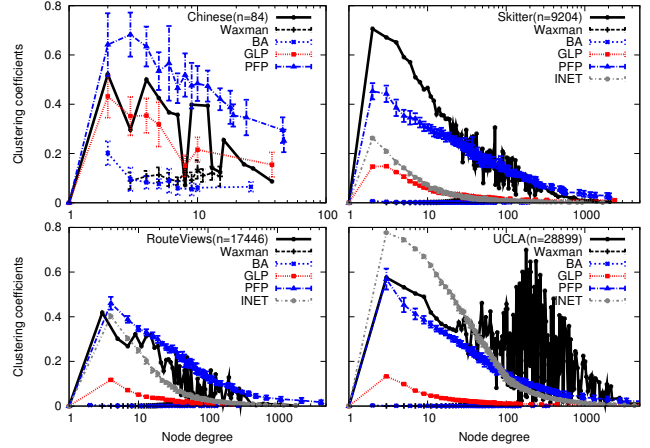 Chinese(n=84)
Waxman
BA
GLP
PFP
Clustering coefficients
0.8
0.6
0.4
0.2
0
1
10
100
Skitter(n=9204)
Waxman
BA
GLP
PFP
INET
1
10
100
1000
RouteViews(n=17446)
Waxman
BA
GLP
PFP
INET
Clustering coefficients
0.8
0.6
0.4
0.2
0
1
10
100
1000
Node degree
UCLA(n=28899)
Waxman
BA
GLP
PFP
INET
1
10
100
1000
Node degree